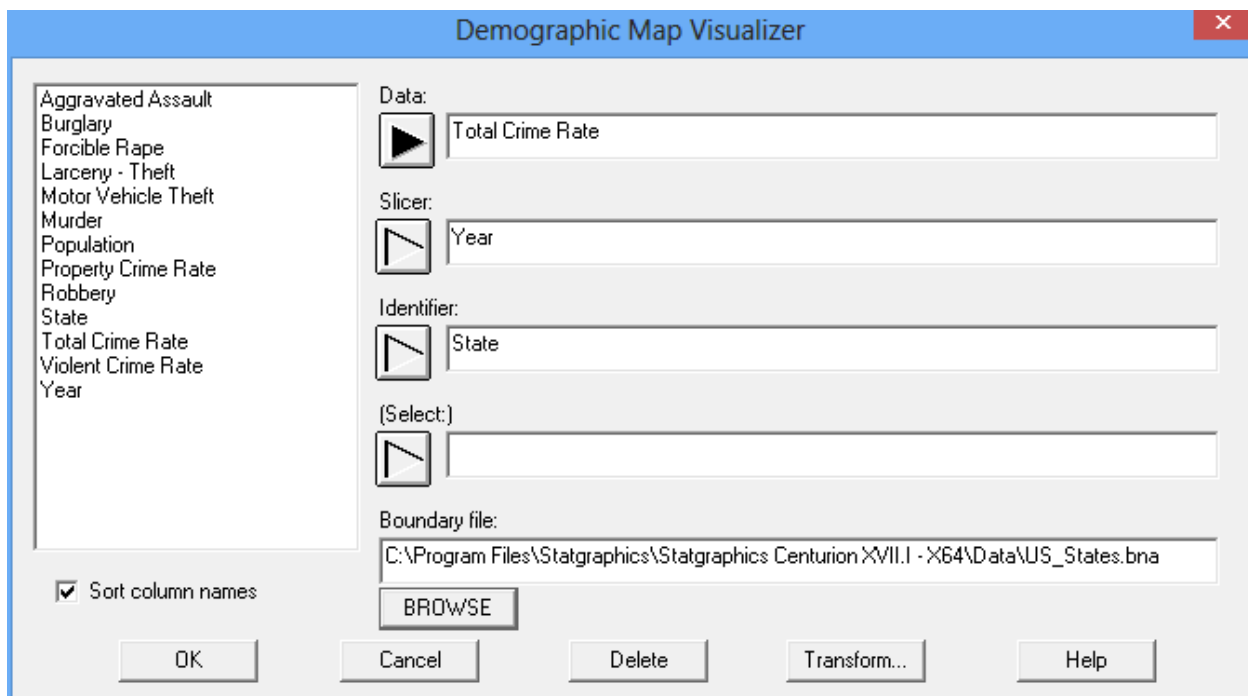 Demographic Map Visualizer
Aggravated Assault
Burglary
Forcible Rape
Larceny - Theft
Motor Vehicle Theft
Murder
Population
Property Crime Rate
Robbery
State
Total Crime Rate
Violent Crime Rate
Year
Sort column names
Data:
Total Crime Rate
Slicer:
Year
Identifier:
State
(Select:)
Boundary file:
C:\Program Files\Statgraphics\Statgraphics Centurion XVII.I - X64\Data\US_States.bna
BROWSE
OK
Cancel
Delete
Transform...
Help